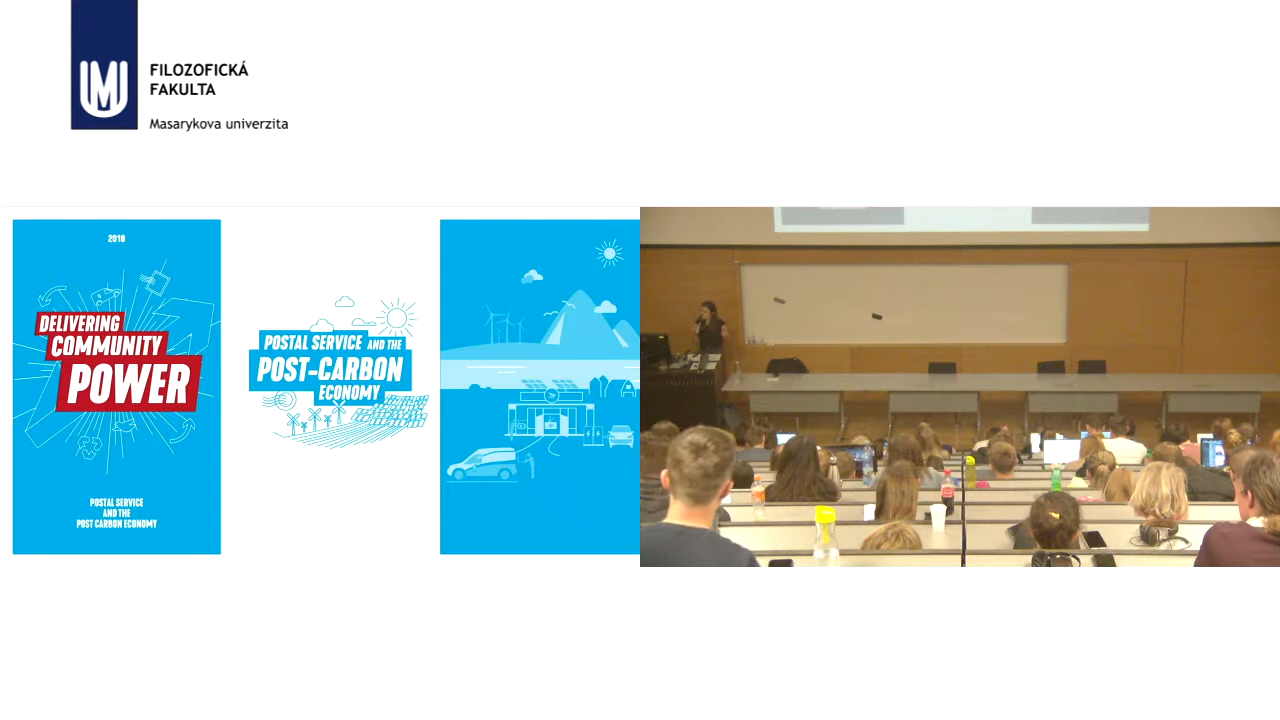 FILOZOFICKÁ
FAKULTA
Masarykova univerzita
2018
DELIVERING
COMMUNITY
POWER
POSTAL SERVICE
AND THE
POST CARBON ECONOMY
POSTAL SERVICE AND THE
POST-CARBON
ECONOMY